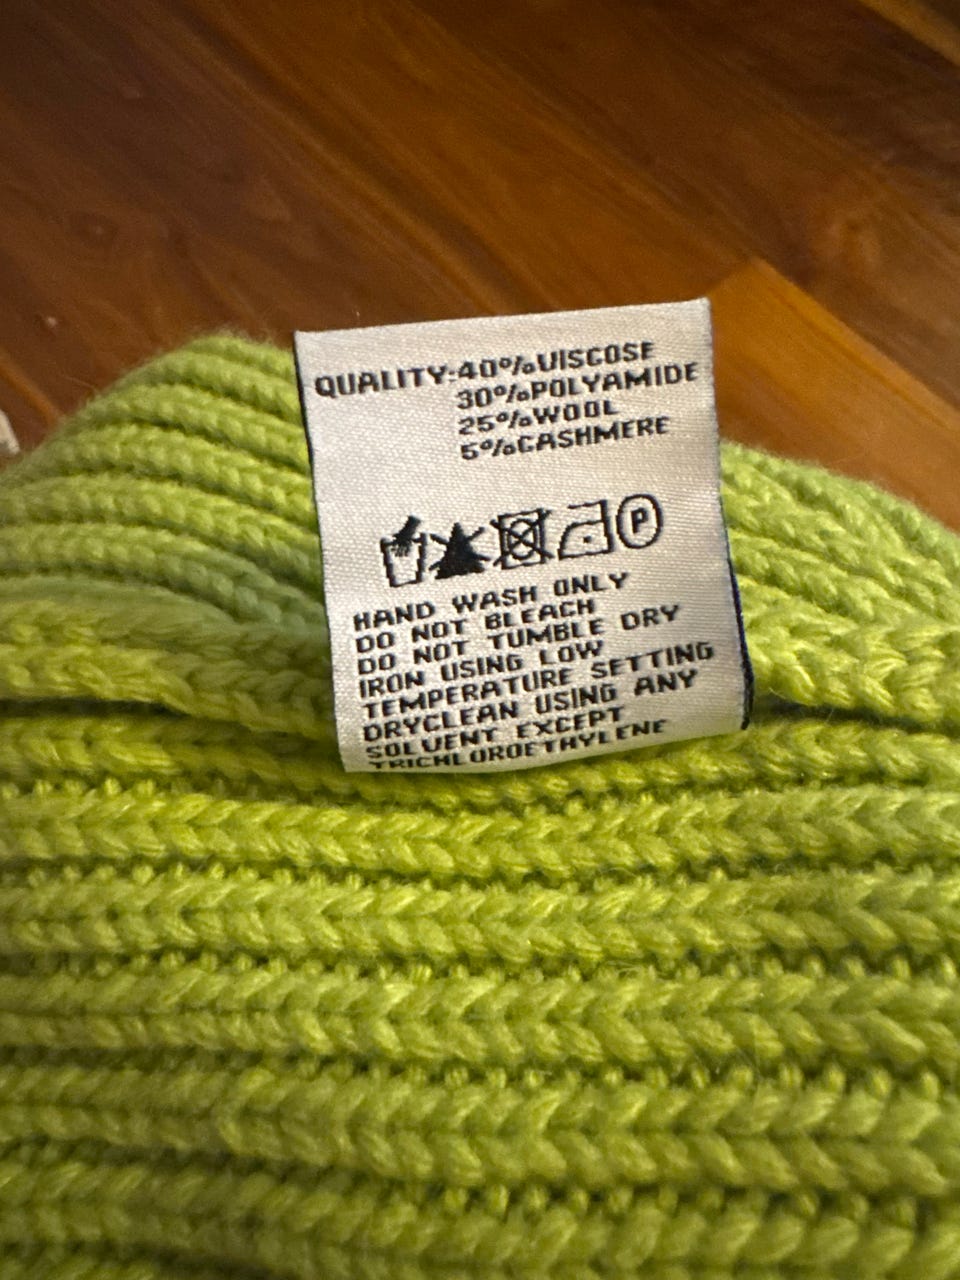 QUALITY:40%VISCOSE
30%POLYAMIDE
25%WOOL
5%CASHMERE
P
HAND WASH ONLY
DO NOT BLEACH
DO NOT TUMBLE DRY
IRON USING LOW
TEMPERATURE SETTING
DRYCLEAN USING ANY
SOLVENT EXCEPT
TRICHLOROETHYLENE